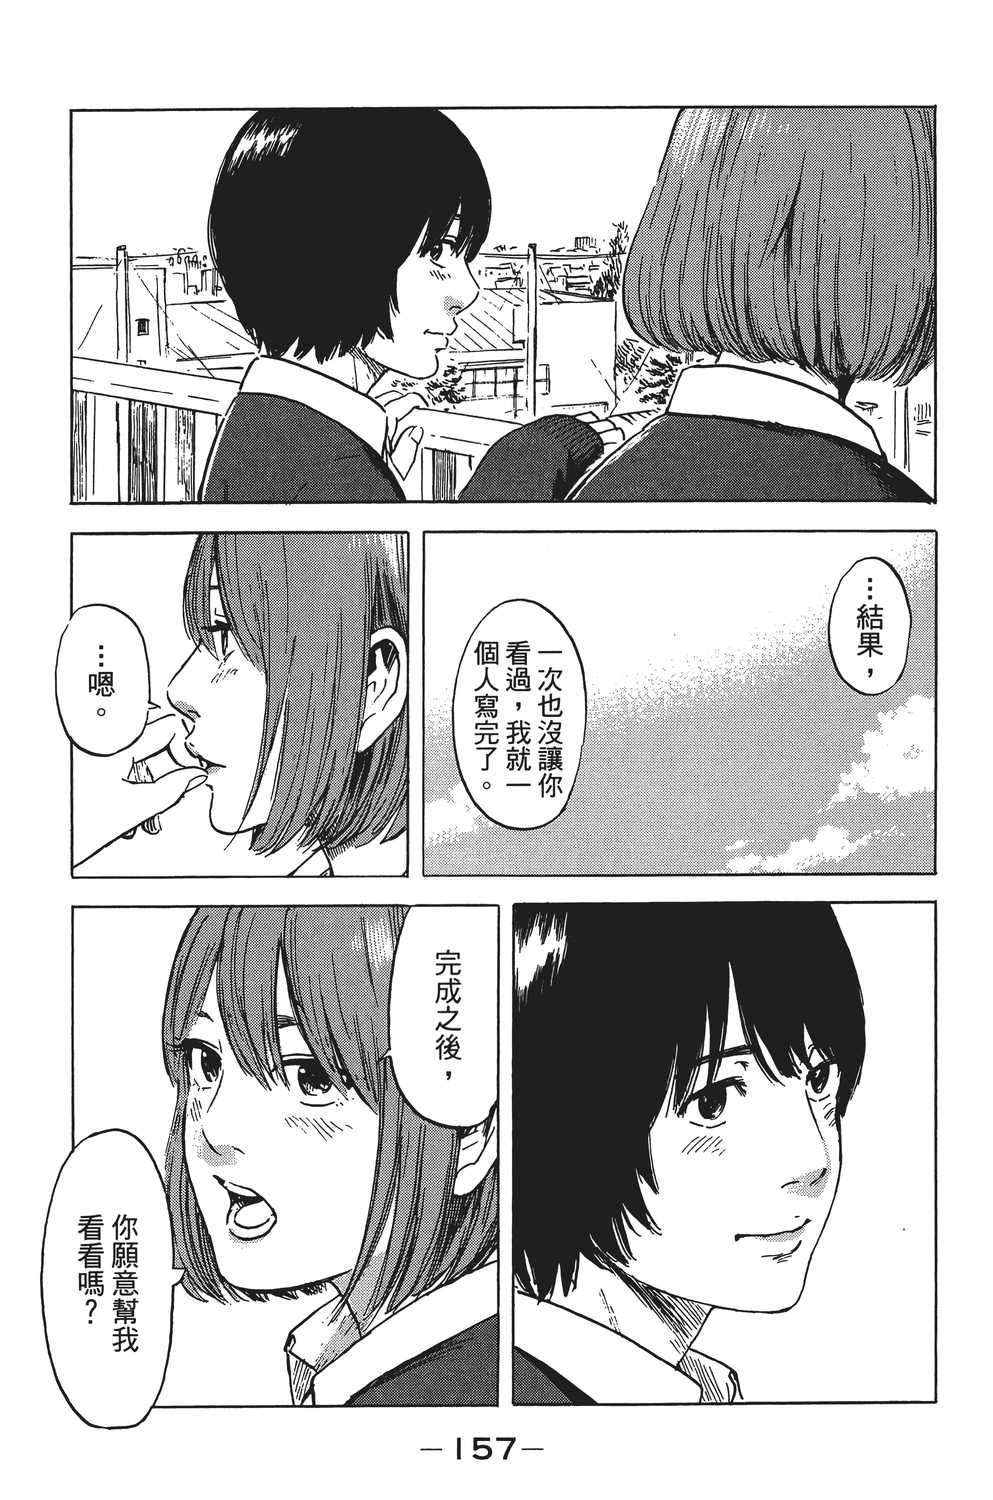 …結果，
一次也沒讓你
看過，我就一
個人寫完了。
…嗯。
完成之後，
你願意幫我
看看嗎？
—157—